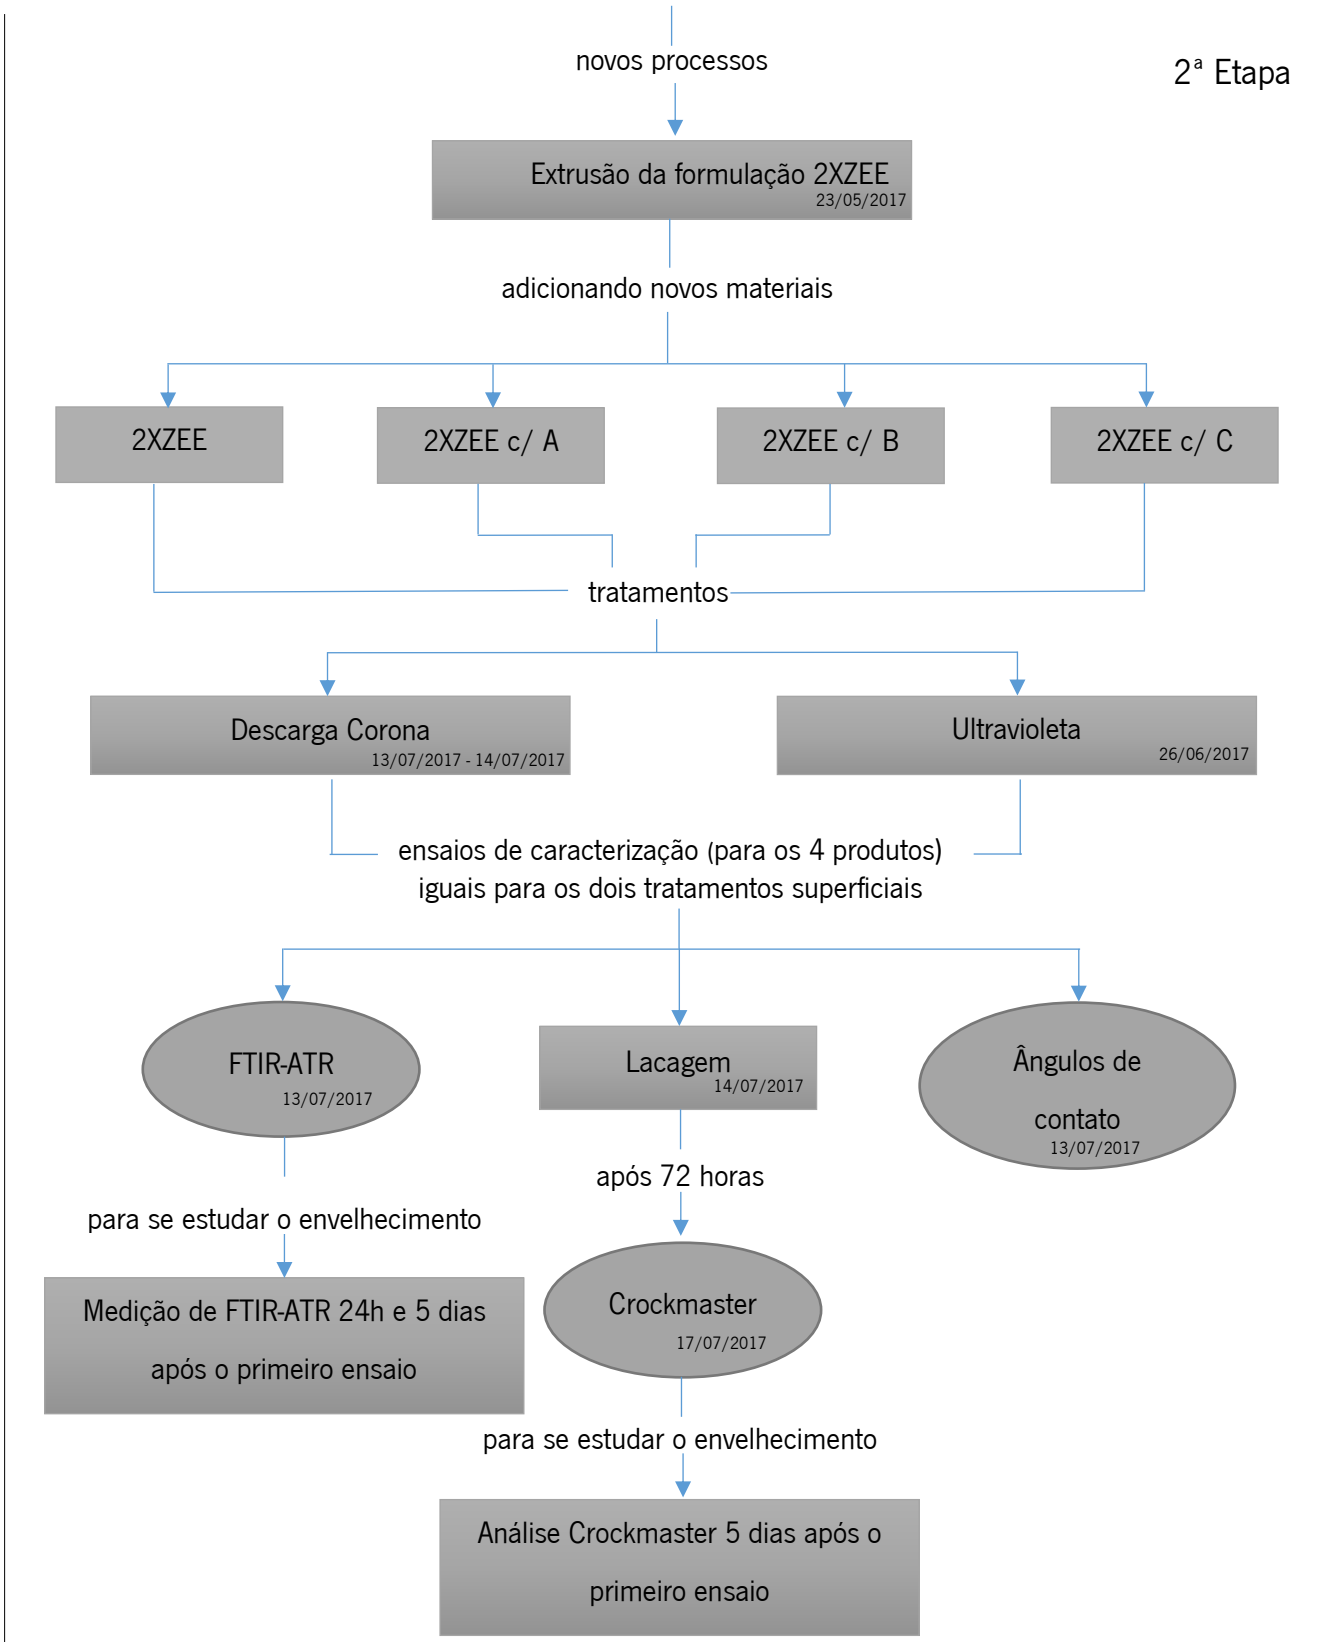 novos processos
2ª Etapa
Extrusão da formulação 2XZEE
23/05/2017
adicionando novos materiais
2XZEE
2XZEE c/ A
2XZEE c/ B
2XZEE c/ C
tratamentos
Descarga Corona
13/07/2017 - 14/07/2017
Ultravioleta
26/06/2017
ensaios de caracterização (para os 4 produtos)
iguais para os dois tratamentos superficiais
FTIR-ATR
13/07/2017
Lacagem
14/07/2017
Ângulos de
contato
13/07/2017
após 72 horas
para se estudar o envelhecimento
Medição de FTIR-ATR 24h e 5 dias
após o primeiro ensaio
Crockmaster
17/07/2017
para se estudar o envelhecimento
Análise Crockmaster 5 dias após o
primeiro ensaio